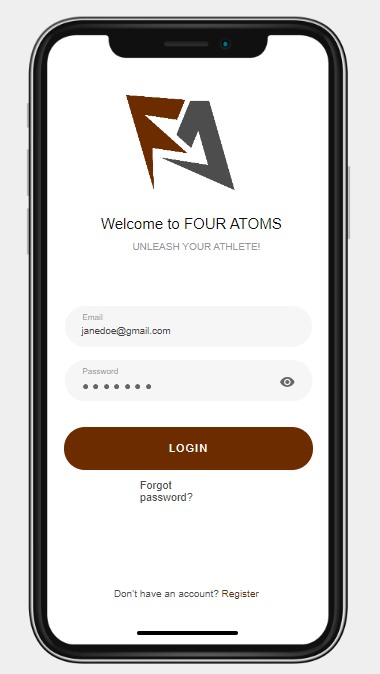 Welcome to FOUR ATOMS
UNLEASH YOUR ATHLETE!
Email
janedoe@gmail.com
Password
LOGIN
Forgot
password?
Don't have an account? Register